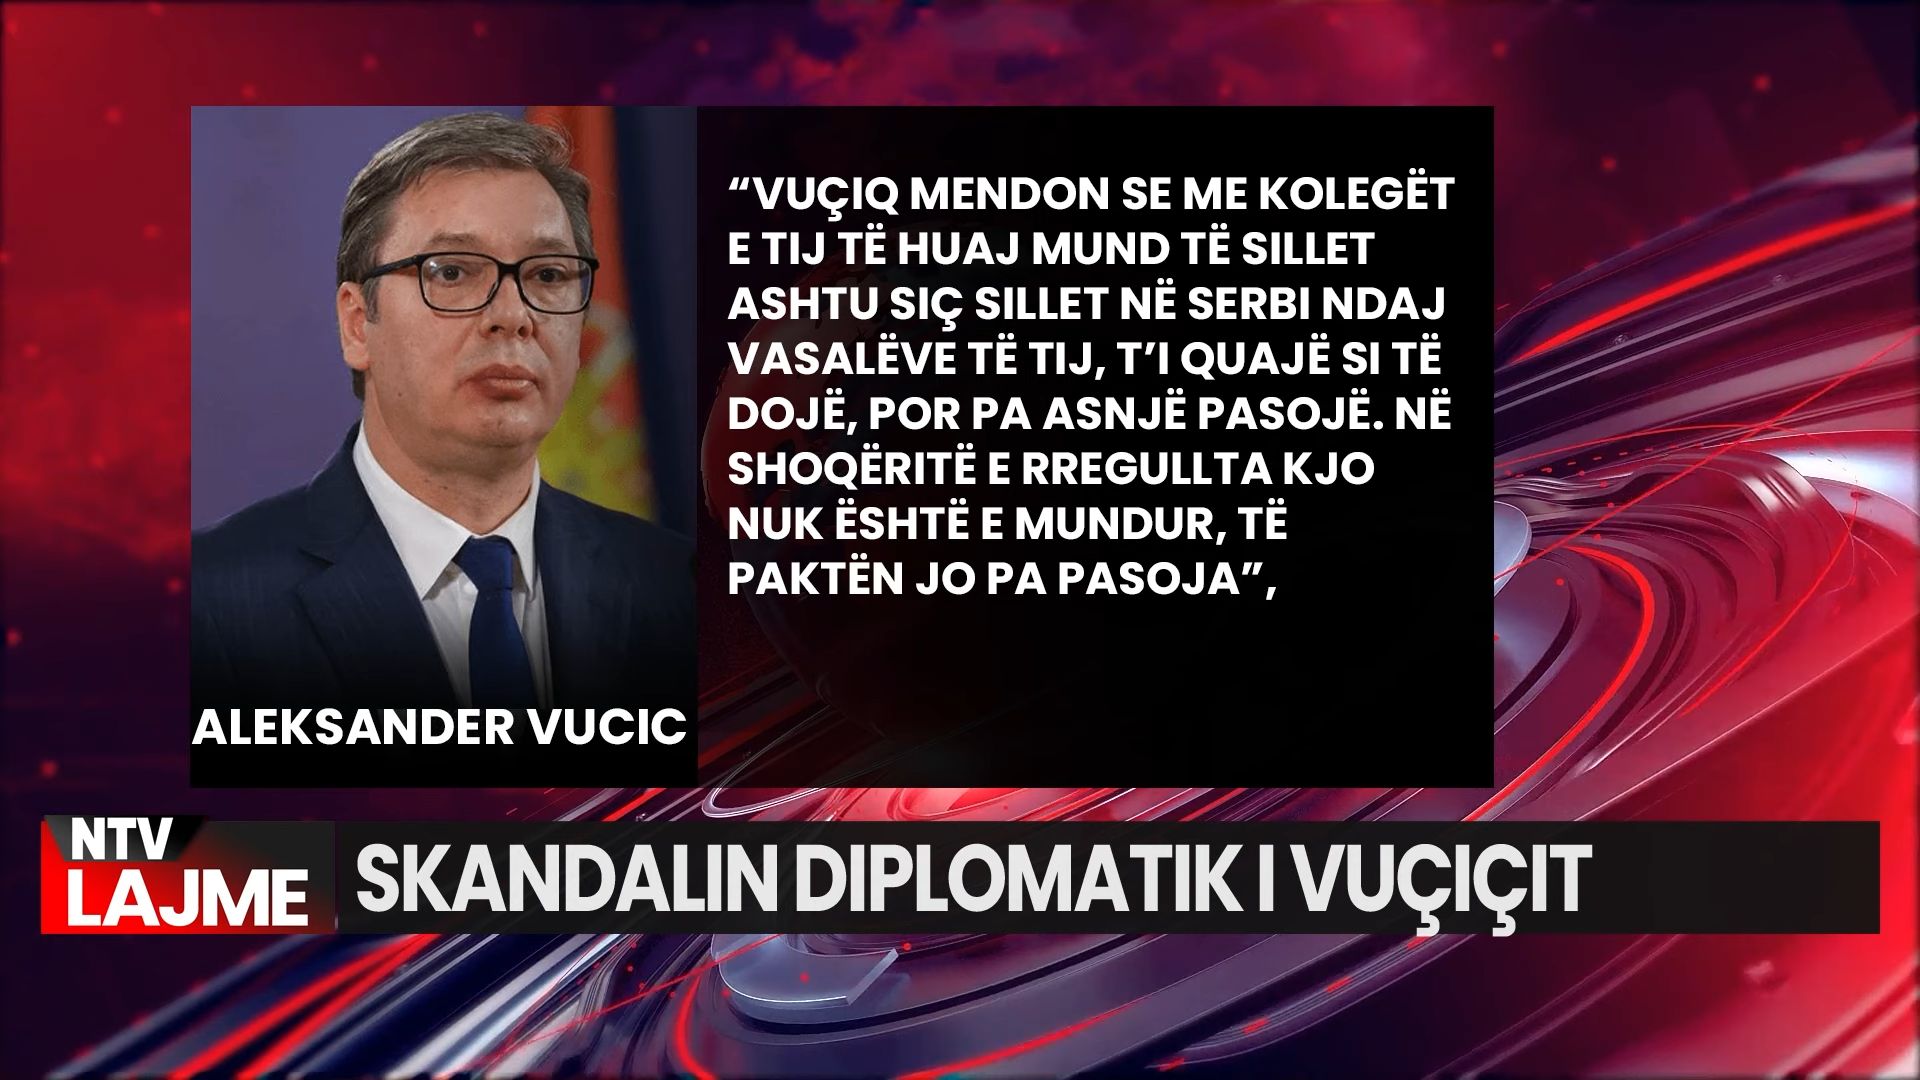 “VUÇIQ MENDON SE ME KOLEGËT
E TIJ TË HUAJ MUND TË SILLET
ASHTU SIÇ SILLET NË SERBI NDAJ
VASALËVE TË TIJ, T’I QUAJË SI TË
DOJË, POR PA ASNJË PASOJË. NË
SHOQËRITË E RREGULLTA KJO
NUK ËSHTË E MUNDUR, TË
PAKTËN JO PA PASOJA”,
ALEKSANDER VUCIC
NTV
LAJME
SKANDALIN DIPLOMATIK I VUÇIÇIT